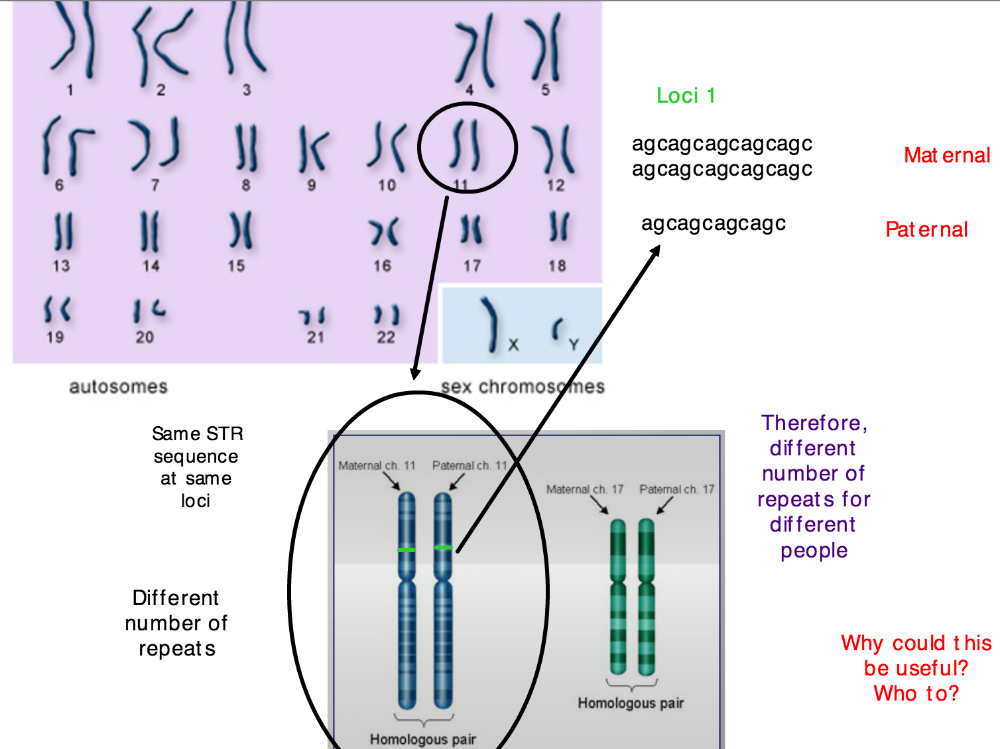 1 2 3 4 5
6 7 8 9 10 11 12
13 14 15 16 17 18
19 20 21 22 X Y
autosomes
sex chromosomes
Loci 1
agcagcagcagcagc
agcagcagcagcagc
Maternal
agcagcagcagc
Paternal
Same STR
sequence
at same
loci
Different
number of
repeats
Maternal ch. 11 Paternal ch. 11
Homologous pair
Maternal ch. 17 Paternal ch. 17
Homologous pair
Therefore,
different
number of
repeats for
different
people
Why could this
be useful?
Who to?